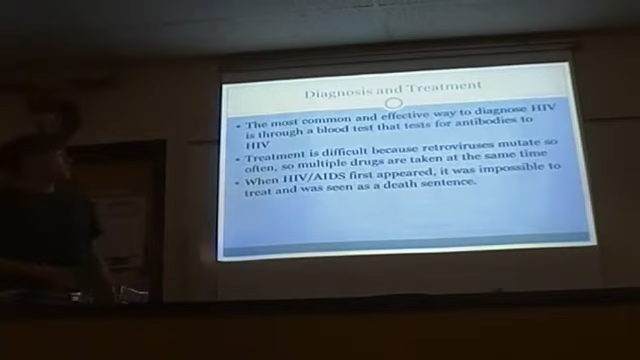 Diagnosis and Treatment
• The most common and effective way to diagnose HIV
is through a blood test that tests for antibodies to
HIV
• Treatment is difficult because retroviruses mutate so
often, so multiple drugs are taken at the same time
• When HIV/AIDS first appeared, it was impossible to
treat and was seen as a death sentence.